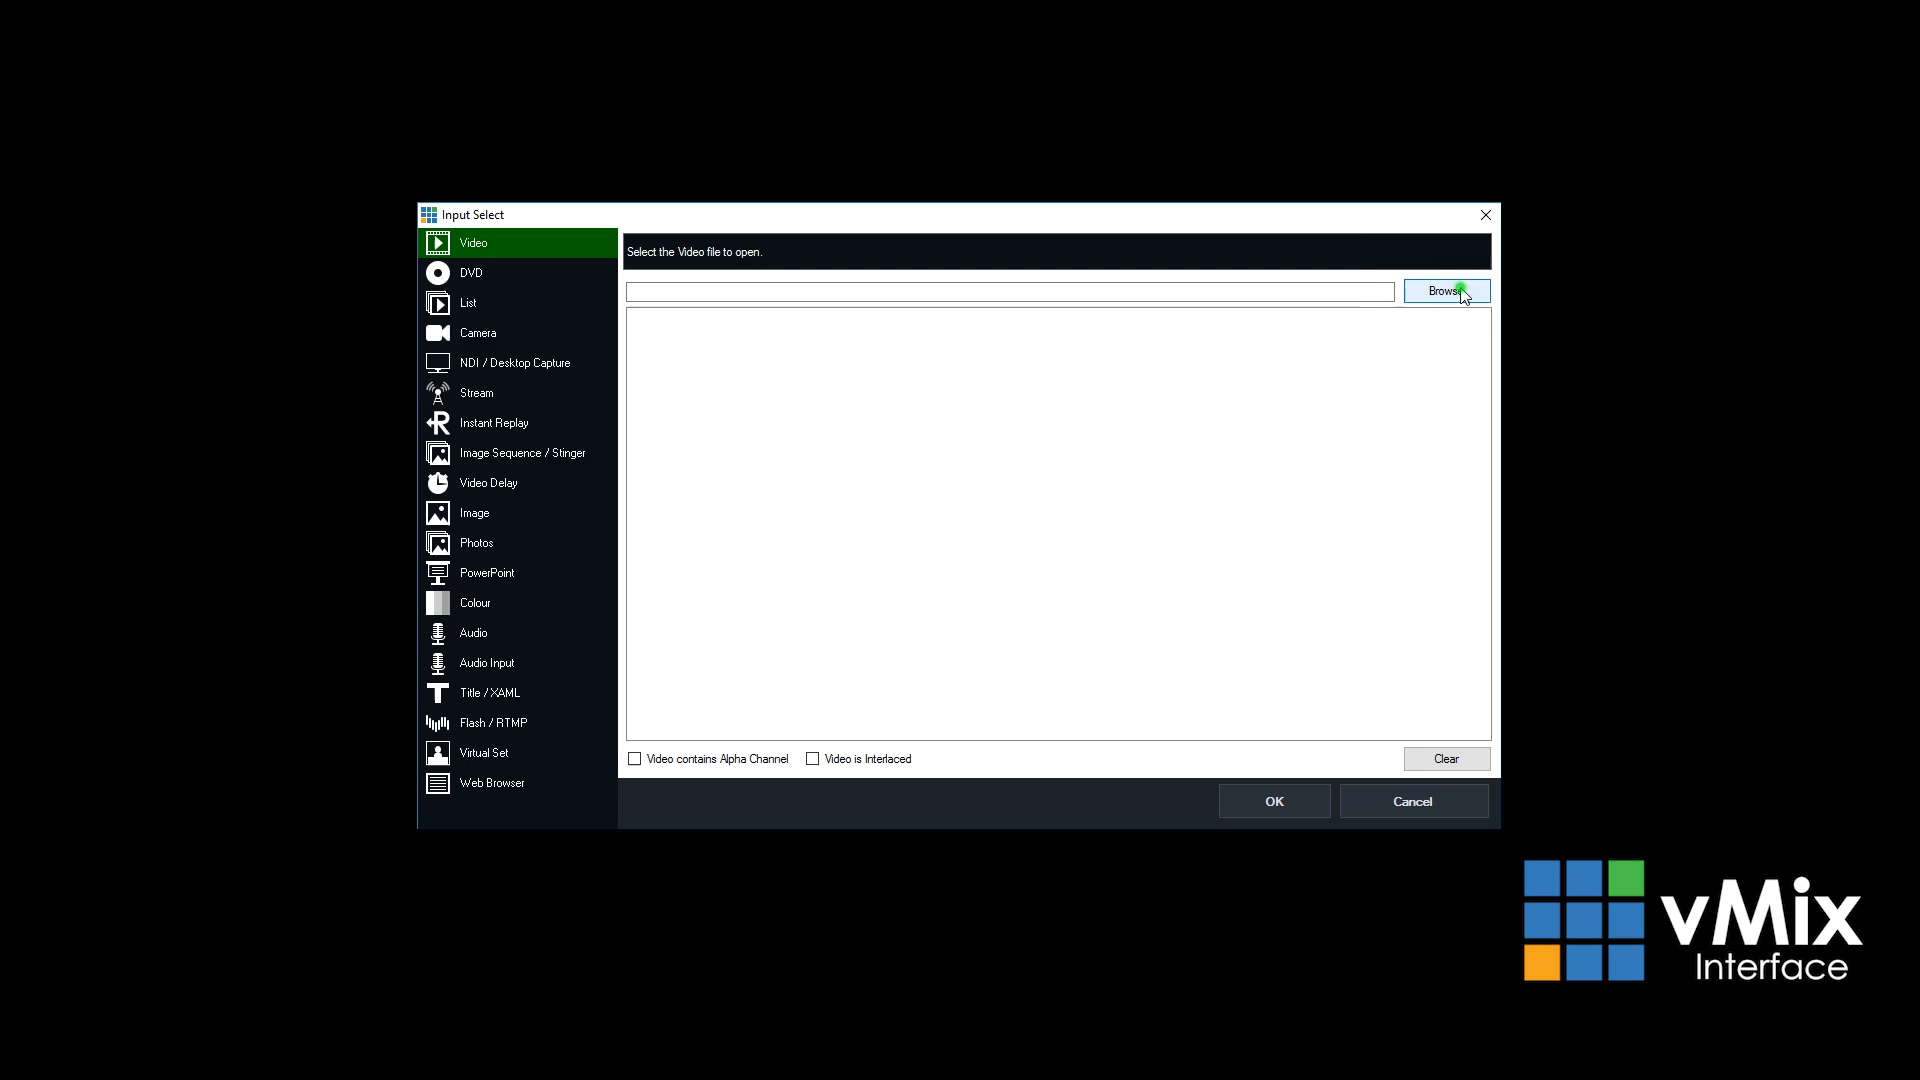 Input Select
Video
Select the Video file to open.
DVD
Browse
List
Camera
NDI / Desktop Capture
Stream
Instant Replay
Image Sequence / Stinger
Video Delay
Image
Photos
PowerPoint
Colour
Audio
Audio Input
Title / XAML
Flash / RTMP
Virtual Set
Web Browser
Video contains Alpha Channel
Video is Interlaced
Clear
OK
Cancel
vMix
Interface